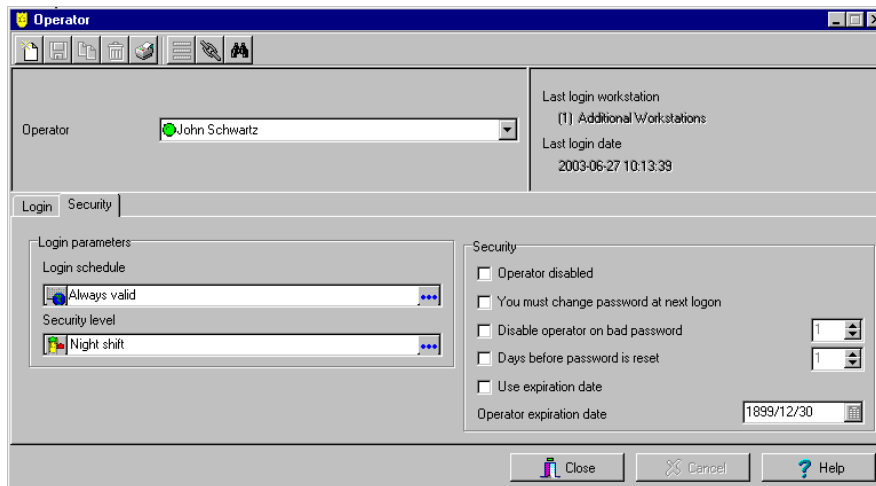 Operator
Operator
John Schwartz
Last login workstation
(1) Additional Workstations
Last login date
2003-06-27 10:13:39
Login
Security
Login parameters
Login schedule
Always valid
Security level
Night shift
Security
Operator disabled
You must change password at next logon
Disable operator on bad password
1
Days before password is reset
1
Use expiration date
Operator expiration date
1899/12/30
Close
Cancel
Help